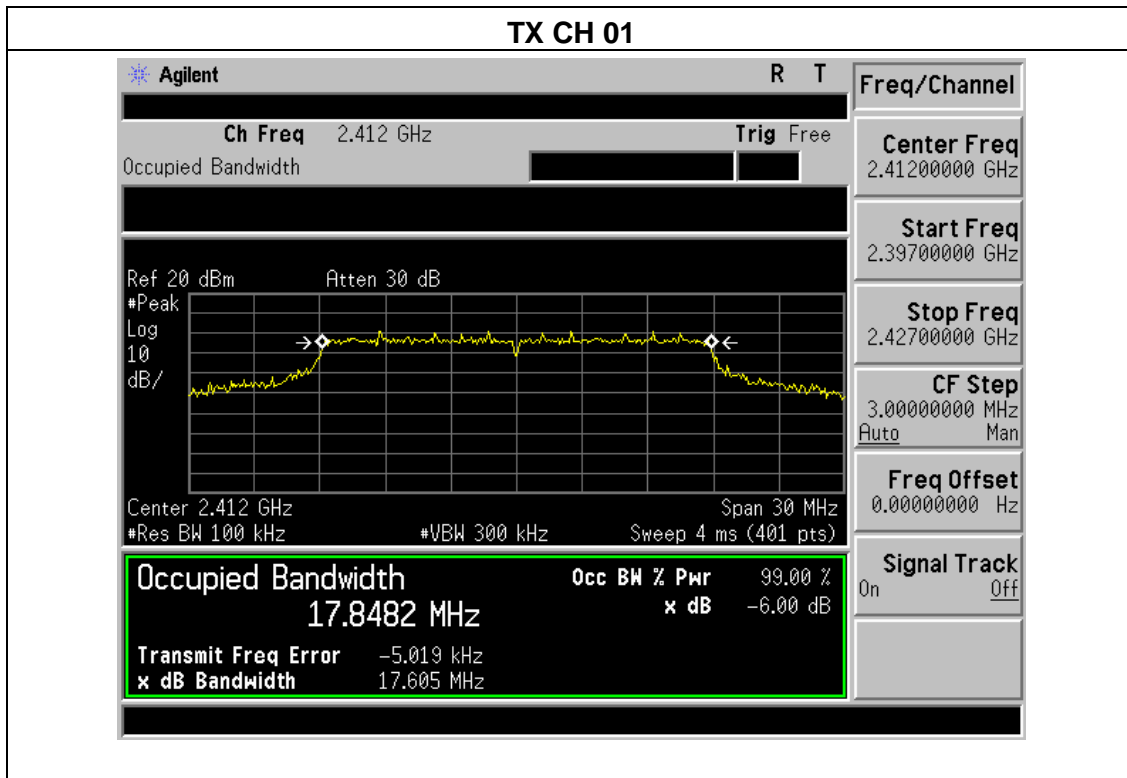 TX CH 01
Agilent R T
Ch Freq 2.412 GHz Trig Free
Occupied Bandwidth
Ref 20 dBm Atten 30 dB
#Peak
Log
10
dB/
Center 2.412 GHz Span 30 MHz
#Res BW 100 kHz #VBW 300 kHz Sweep 4 ms (401 pts)
Occupied Bandwidth Occ BW % Pwr 99.00 %
17.8482 MHz x dB -6.00 dB
Transmit Freq Error -5.019 kHz
x dB Bandwidth 17.605 MHz
Freq/Channel
Center Freq
2.41200000 GHz
Start Freq
2.39700000 GHz
Stop Freq
2.42700000 GHz
CF Step
3.00000000 MHz
Auto Man
Freq Offset
0.00000000 Hz
Signal Track
On Off